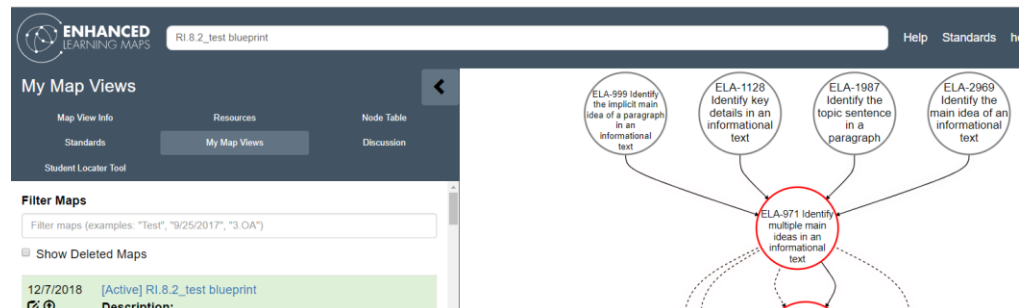 ENHANCED
LEARNING MAPS
RI.8.2_test blueprint
Help Standards
My Map Views
Map View Info Resources Node Table
Standards My Map Views Discussion
Student Locater Tool
Filter Maps
Filter maps (examples: "Test", "9/25/2017", "3.OA")
Show Deleted Maps
12/7/2018 [Active] RI.8.2_test blueprint
Description:
ELA-999 Identify
the implicit main
idea of a paragraph
in an
informational
text
ELA-1128
Identify key
details in an
informational
text
ELA-1987
Identify the
topic sentence
in a
paragraph
ELA-2969
Identify the
main idea of an
informational
text
ELA-971 Identify
multiple main
ideas in an
informational
text